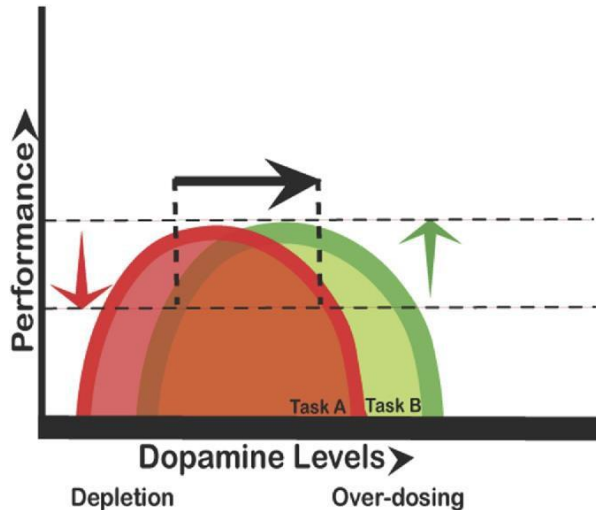 Performance
Task A
Task B
Dopamine Levels
Depletion
Over-dosing